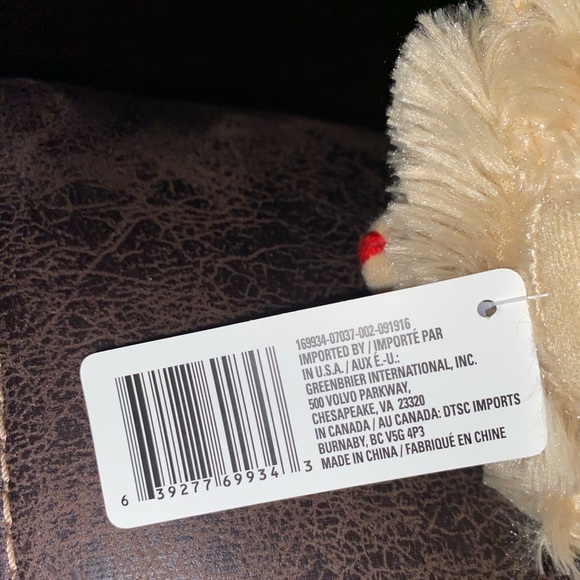 169934-07037-002-091916
IMPORTED BY / IMPORTÉ PAR
IN U.S.A. / AUX É.-U.:
GREENBRIER INTERNATIONAL, INC.
500 VOLVO PARKWAY,
CHESAPEAKE, VA 23320
IN CANADA / AU CANADA: DTSC IMPORTS
BURNABY, BC V5G 4P3
MADE IN CHINA / FABRIQUÉ EN CHINE
6 39277 69934 3